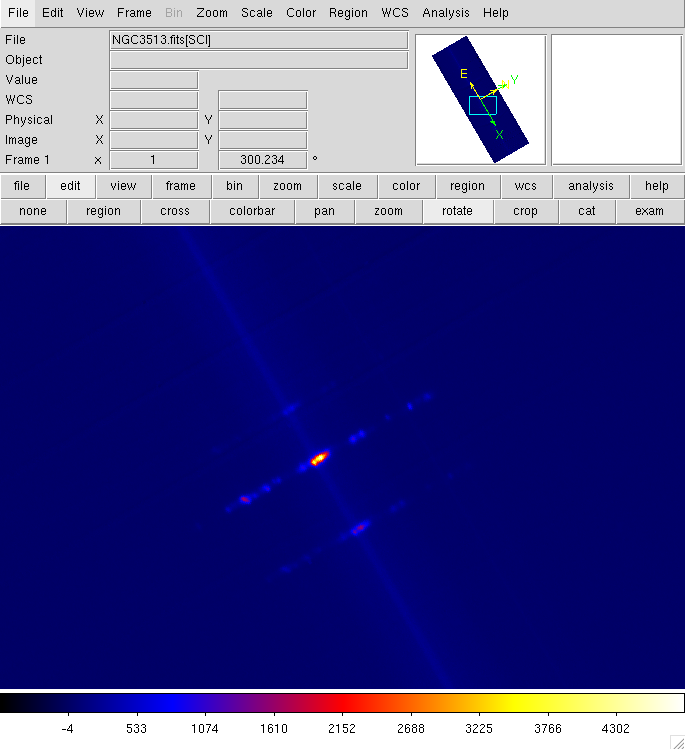 File Edit View Frame Bin Zoom Scale Color Region WCS Analysis Help
File NGC3513.fits[SCI]
Object
Value
WCS
Physical X Y
Image X Y
Frame 1 x 1 300.234 °
E Y
X
file edit view frame bin zoom scale color region wcs analysis help
none region cross colorbar pan zoom rotate crop cat exam
-4 533 1074 1610 2152 2688 3225 3766 4302